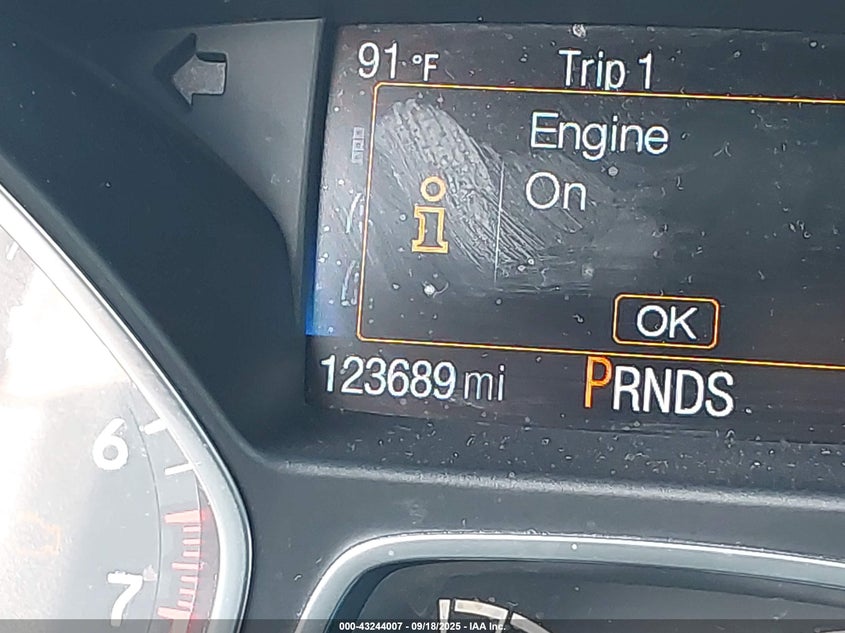 91 °F Trip 1
Engine
On
i
OK
123689 mi PRNDS
6
7
000-43244007 - 09/18/2025 - IAA Inc.